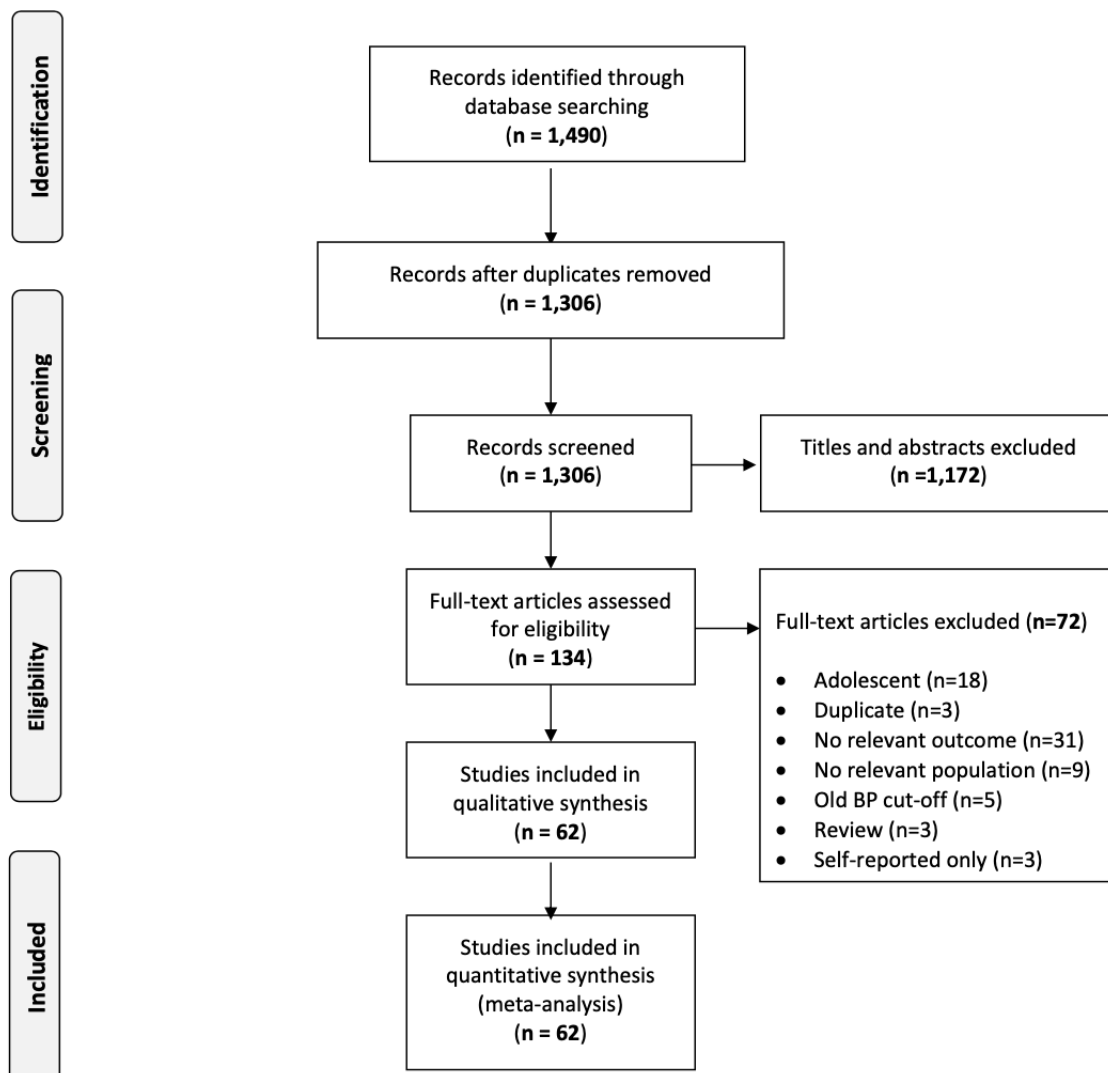 Identification
Records identified through
database searching
(n = 1,490)
Records after duplicates removed
(n = 1,306)
Screening
Records screened
(n = 1,306)
Titles and abstracts excluded
(n =1,172)
Eligibility
Full-text articles assessed
for eligibility
(n = 134)
Full-text articles excluded (n=72)
• Adolescent (n=18)
• Duplicate (n=3)
• No relevant outcome (n=31)
• No relevant population (n=9)
• Old BP cut-off (n=5)
• Review (n=3)
• Self-reported only (n=3)
Studies included in
qualitative synthesis
(n = 62)
Included
Studies included in
quantitative synthesis
(meta-analysis)
(n = 62)